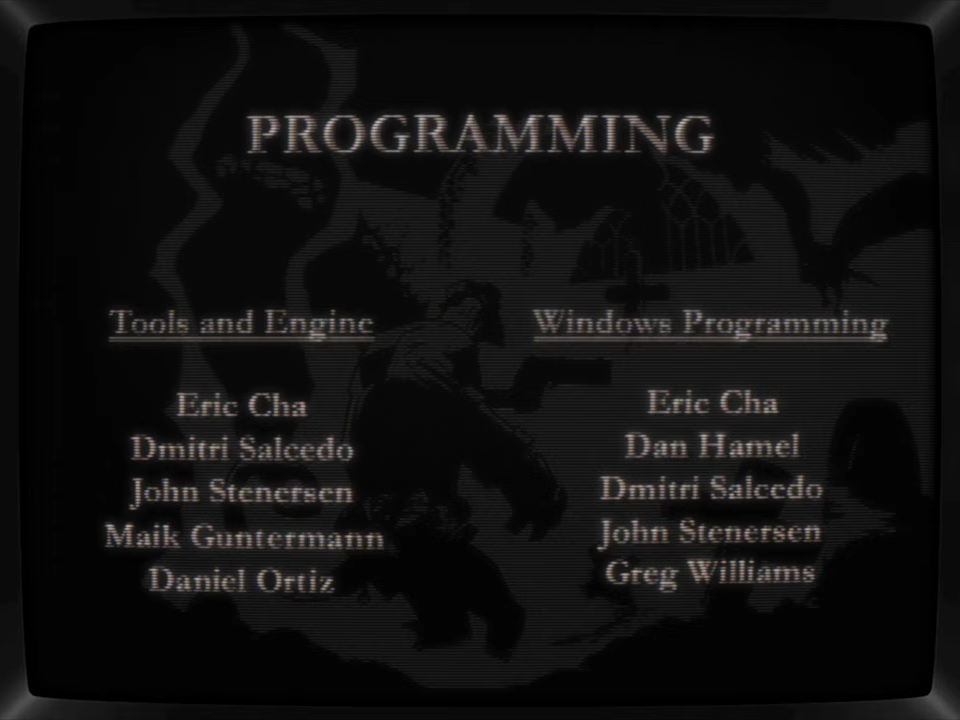 PROGRAMMING
Tools and Engine
Eric Cha
Dmitri Salcedo
John Stenersen
Maik Guntermann
Daniel Ortiz
Windows Programming
Eric Cha
Dan Hamel
Dmitri Salcedo
John Stenersen
Greg Williams